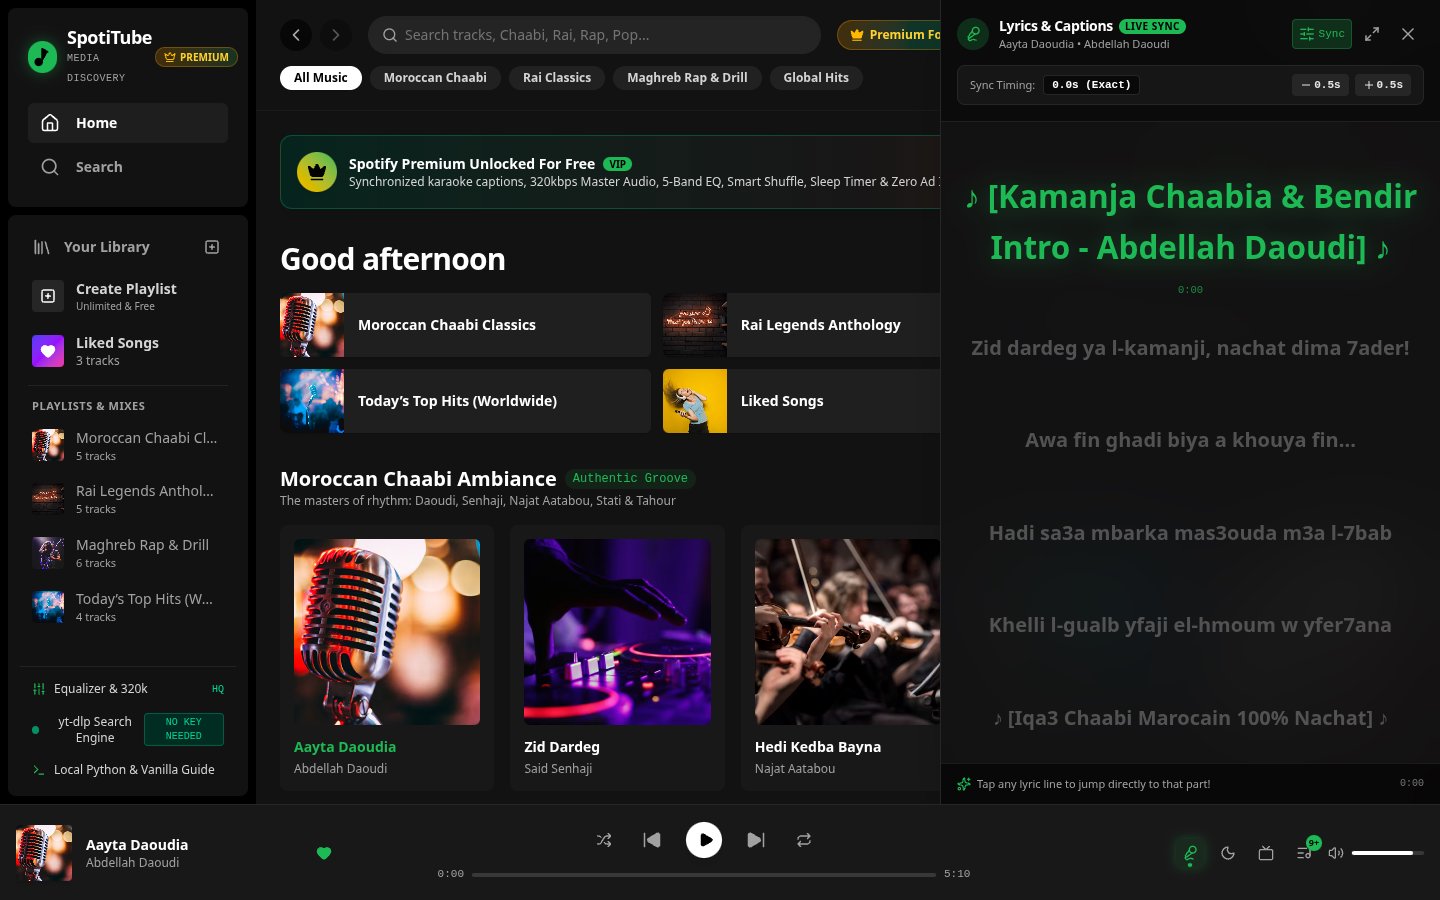 SpotiTube
MEDIA
DISCOVERY
PREMIUM
Home
Search
Your Library
Create Playlist
Unlimited & Free
Liked Songs
3 tracks
PLAYLISTS & MIXES
Moroccan Chaabi Cl...
5 tracks
Rai Legends Anthol...
5 tracks
Maghreb Rap & Drill
6 tracks
Today's Top Hits (W...
4 tracks
Equalizer & 320k
HQ
yt-dlp Search
Engine
NO KEY
NEEDED
Local Python & Vanilla Guide
Search tracks, Chaabi, Rai, Rap, Pop...
Premium Fo
All Music
Moroccan Chaabi
Rai Classics
Maghreb Rap & Drill
Global Hits
Spotify Premium Unlocked For Free
VIP
Synchronized karaoke captions, 320kbps Master Audio, 5-Band EQ, Smart Shuffle, Sleep Timer & Zero Ad
Good afternoon
Moroccan Chaabi Classics
Rai Legends Anthology
Today's Top Hits (Worldwide)
Liked Songs
Moroccan Chaabi Ambiance
Authentic Groove
The masters of rhythm: Daoudi, Senhaji, Najat Aatabou, Stati & Tahour
Aayta Daoudia
Abdellah Daoudi
Zid Dardeg
Said Senhaji
Hedi Kedba Bayna
Najat Aatabou
Lyrics & Captions
LIVE SYNC
Aayta Daoudia • Abdellah Daoudi
Sync
Sync Timing:
0.0s (Exact)
−0.5s
+0.5s
♪ [Kamanja Chaabia & Bendir
Intro - Abdellah Daoudi] ♪
0:00
Zid dardeg ya l-kamanji, nachat dima 7ader!
Awa fin ghadi biya a khouya fin...
Hadi sa3a mbarka mas3ouda m3a l-7bab
Khelli l-gualb yfaji el-hmoum w yfer7ana
♪ [Iqa3 Chaabi Marocain 100% Nachat] ♪
Tap any lyric line to jump directly to that part!
0:00
Aayta Daoudia
Abdellah Daoudi
0:00
5:10
9+